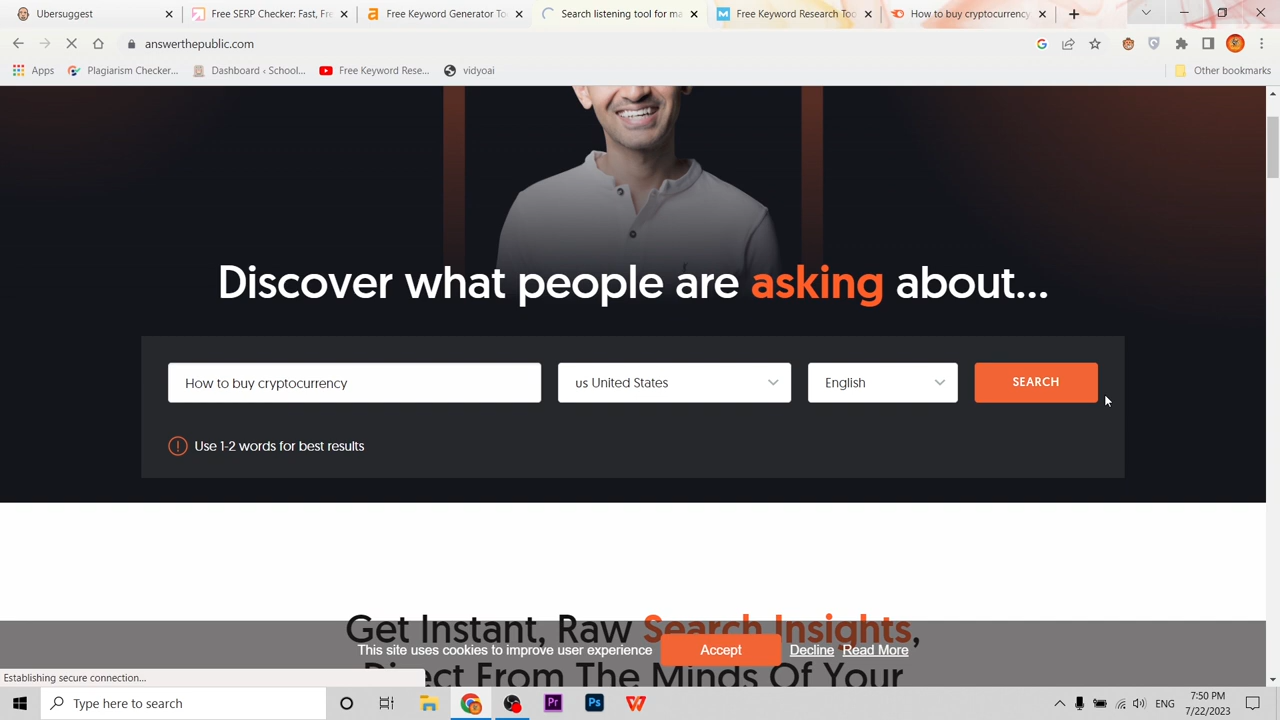 Ubersuggest
Free SERP Checker: Fast, Fre
Free Keyword Generator To
Search listening tool for ma
Free Keyword Research Too
How to buy cryptocurrency
answerthepublic.com
Apps
Plagiarism Checker...
Dashboard ‹ School...
Free Keyword Rese...
vidyoai
Other bookmarks
Discover what people are asking about...
How to buy cryptocurrency
us United States
English
SEARCH
Use 1-2 words for best results
Get Instant, Raw Search Insights,
This site uses cookies to improve user experience
Accept
Decline
Read More
Direct From The Minds Of Your
Establishing secure connection...
Type here to search
ENG
7:50 PM
7/22/2023